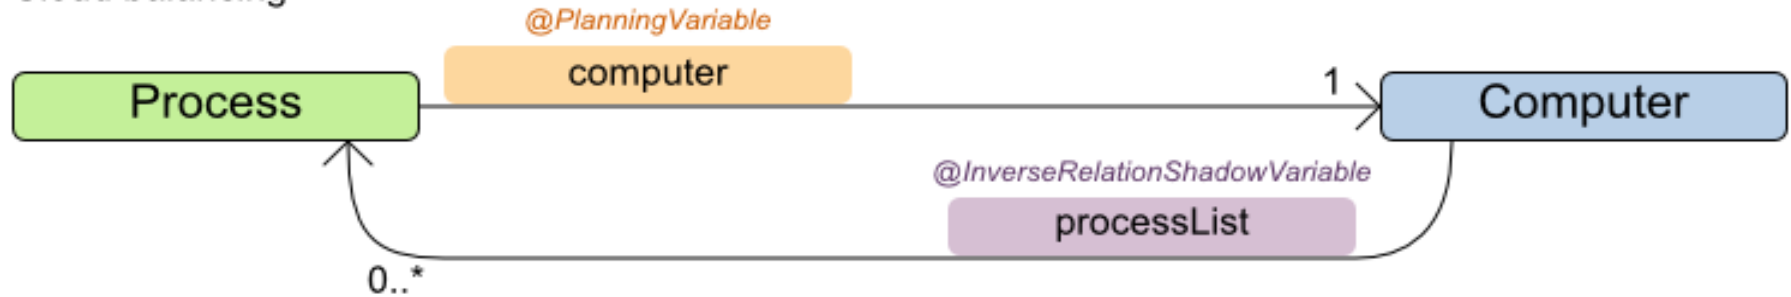 @PlanningVariable
computer
Process
1
Computer
@InverseRelationShadowVariable
processList
0..*